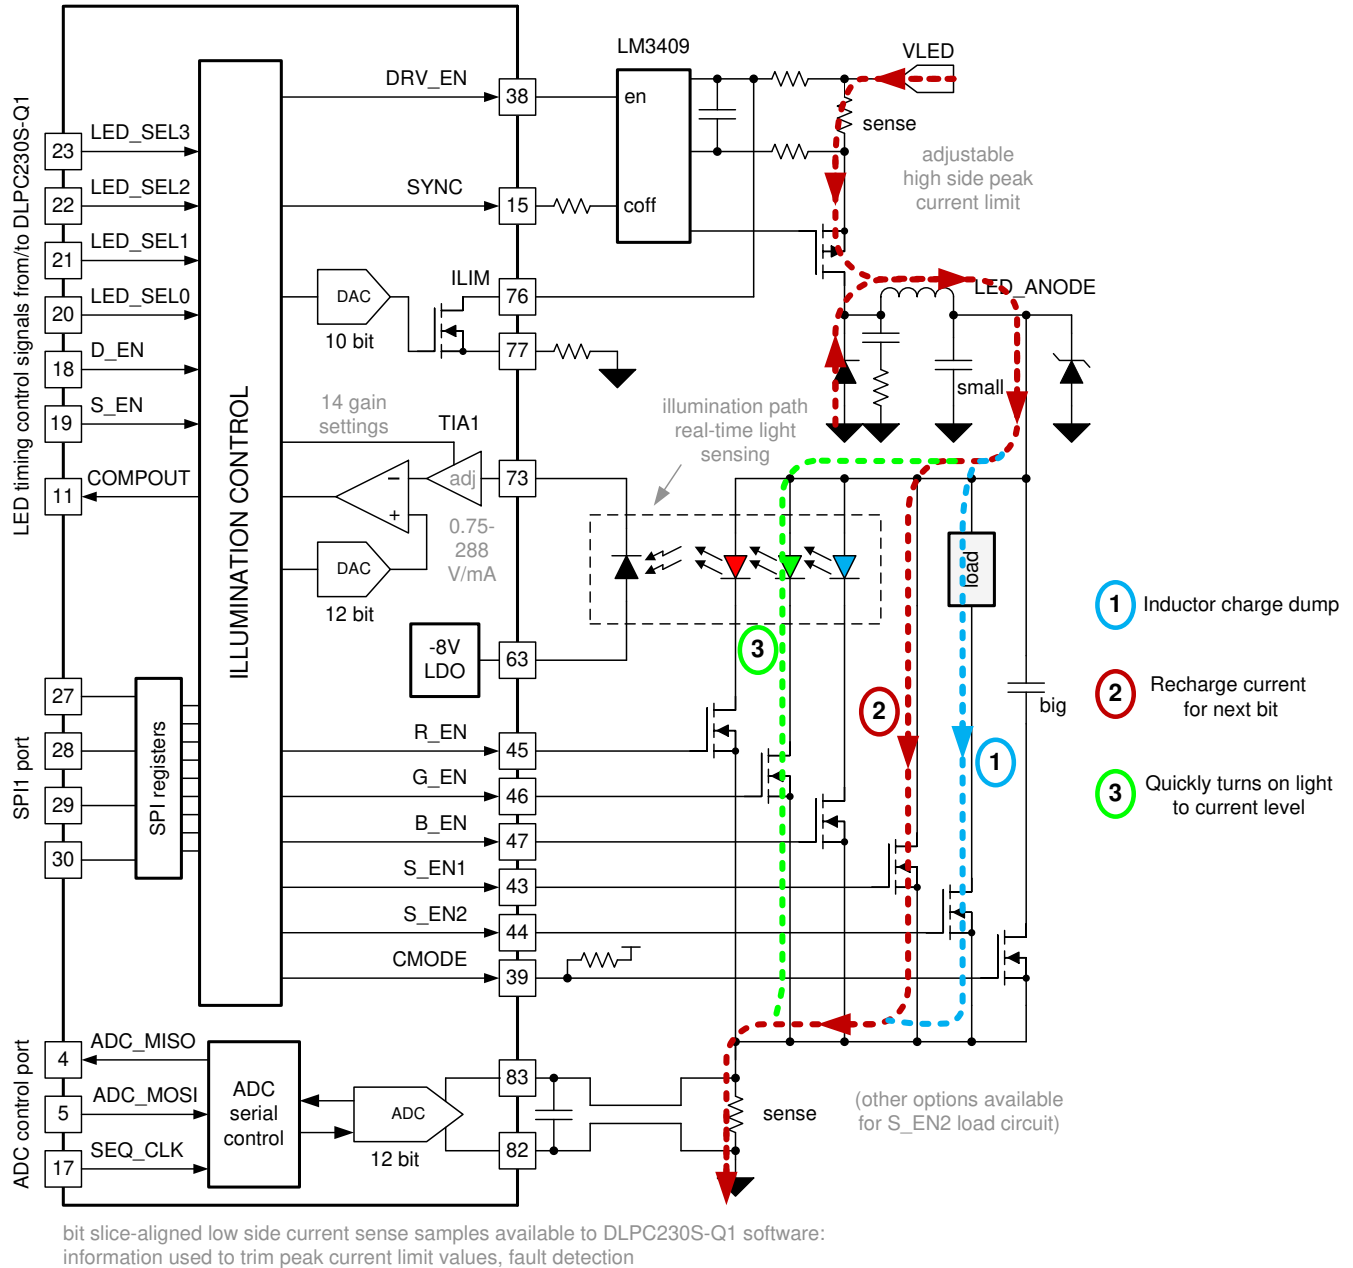 LM3409
VLED
DRV_EN
38
en
sense
LED_SEL3
23
adjustable
high side peak
current limit
LED_SEL2
22
SYNC
15
coff
LED_SEL1
21
LED_SEL0
20
DAC
10 bit
ILIM
76
LED_ANODE
77
D_EN
18
S_EN
19
small
14 gain
settings
TIA1
illumination path
real-time light
sensing
COMPOUT
11
adj
73
−
+
0.75-
288
V/mA
DAC
12 bit
load
LED timing control signals from/to DLPC230S-Q1
ILLUMINATION CONTROL
1 Inductor charge dump
-8V
LDO
63
3
27
28
29
30
SPI1 port
SPI registers
2 Recharge current
for next bit
big
2
1
R_EN
45
G_EN
46
3 Quickly turns on light
to current level
B_EN
47
S_EN1
43
S_EN2
44
CMODE
39
ADC control port
ADC_MISO
4
ADC_MOSI
5
SEQ_CLK
17
ADC
serial
control
ADC
12 bit
83
82
sense
(other options available
for S_EN2 load circuit)
bit slice-aligned low side current sense samples available to DLPC230S-Q1 software:
information used to trim peak current limit values, fault detection